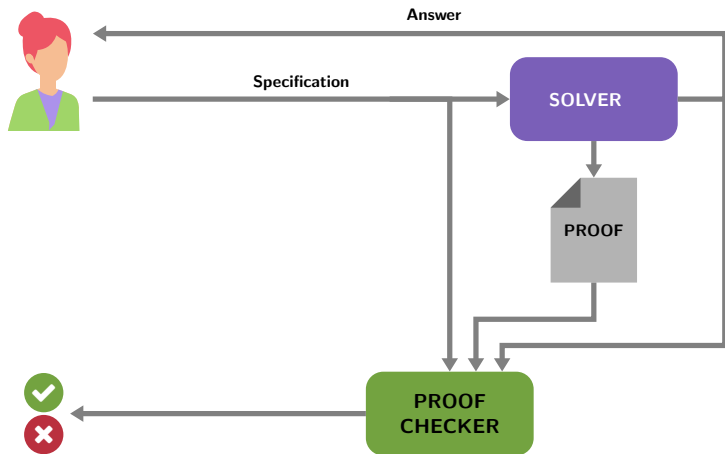 Answer
Specification
SOLVER
PROOF
PROOF
CHECKER